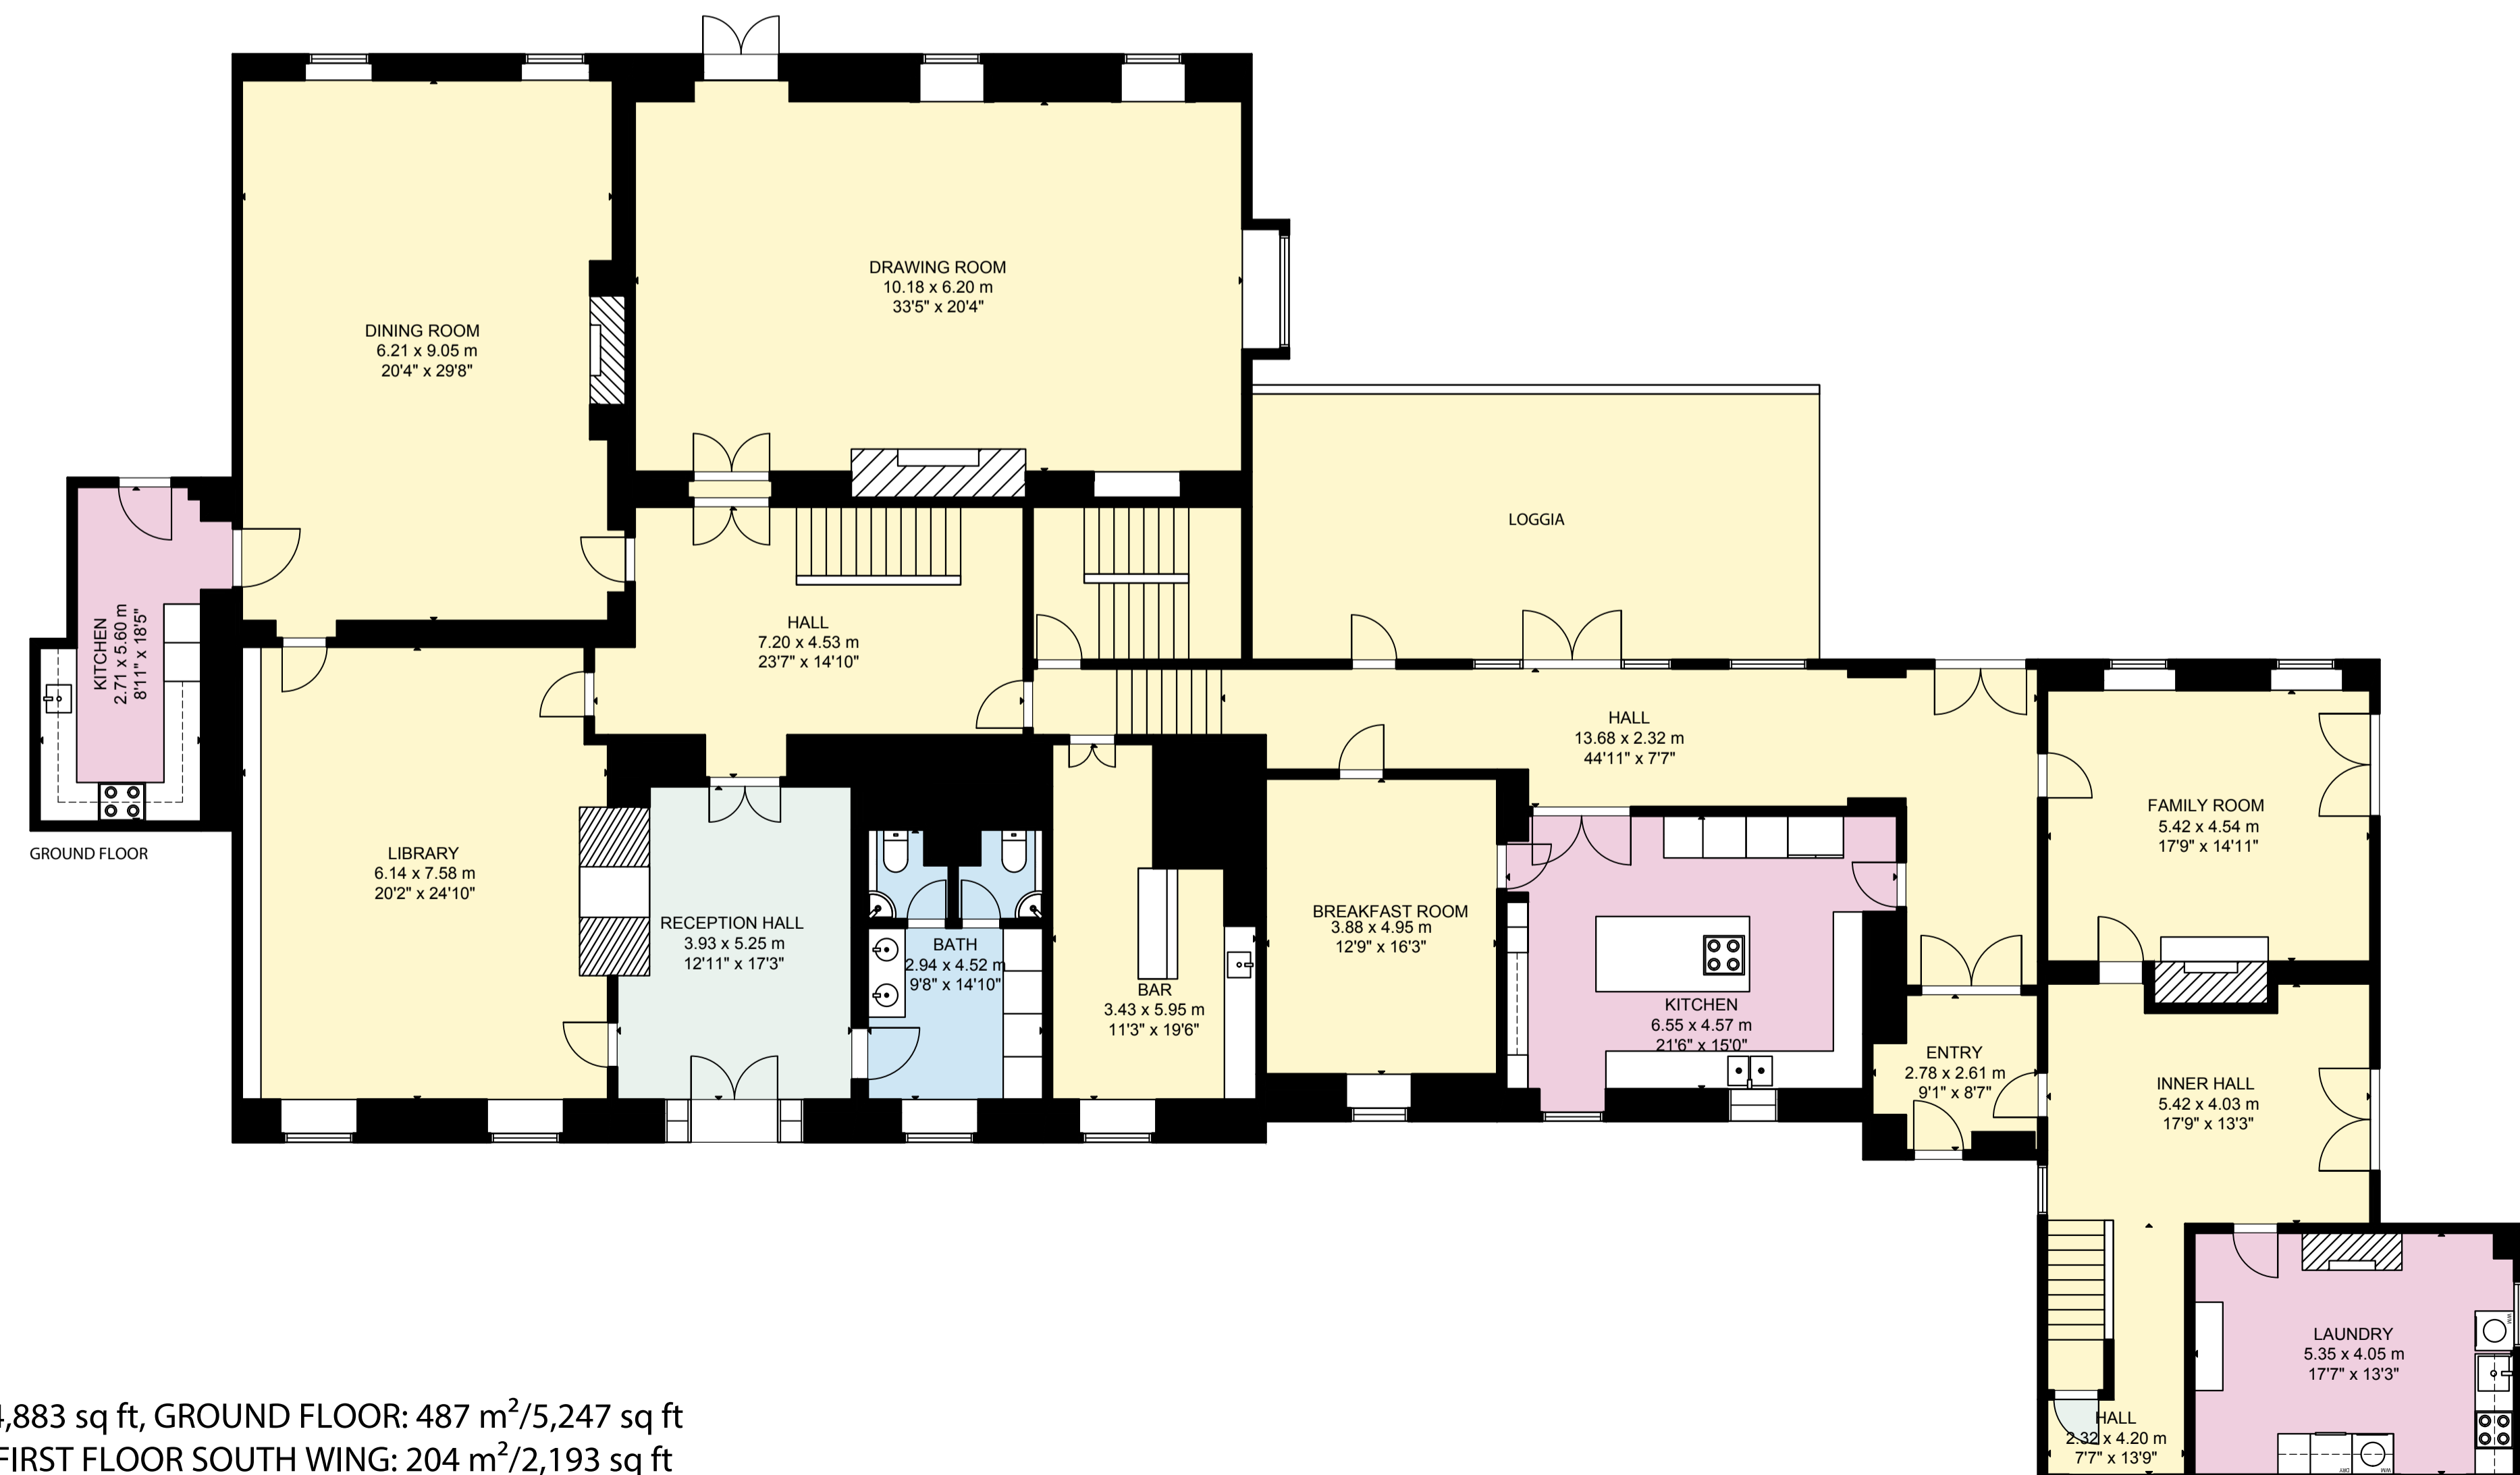 DRAWING ROOM
10.18 x 6.20 m
33'5" x 20'4"
DINING ROOM
6.21 x 9.05 m
20'4" x 29'8"
LOGGIA
KITCHEN
2.71 x 5.60 m
8'11" x 18'5"
GROUND FLOOR
HALL
7.20 x 4.53 m
23'7" x 14'10"
HALL
13.68 x 2.32 m
44'11" x 7'7"
FAMILY ROOM
5.42 x 4.54 m
17'9" x 14'11"
LIBRARY
6.14 x 7.58 m
20'2" x 24'10"
RECEPTION HALL
3.93 x 5.25 m
12'11" x 17'3"
BATH
2.94 x 4.52 m
9'8" x 14'10"
BAR
3.43 x 5.95 m
11'3" x 19'6"
BREAKFAST ROOM
3.88 x 4.95 m
12'9" x 16'3"
KITCHEN
6.55 x 4.57 m
21'6" x 15'0"
ENTRY
2.78 x 2.61 m
9'1" x 8'7"
INNER HALL
5.42 x 4.03 m
17'9" x 13'3"
LAUNDRY
5.35 x 4.05 m
17'7" x 13'3"
WM
HALL
2.32 x 4.20 m
7'7" x 13'9"
DRY
WM
4,883 sq ft, GROUND FLOOR: 487 m²/5,247 sq ft
FIRST FLOOR SOUTH WING: 204 m²/2,193 sq ft